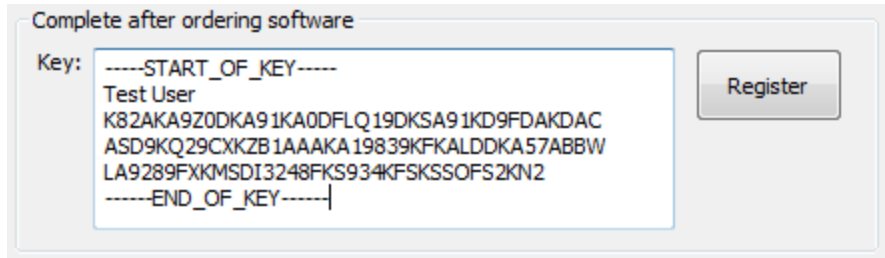 Complete after ordering software
Key:
-----START_OF_KEY-----
Test User
K82AKA9Z0DKA91KA0DFLQ19DKSA91KD9FDAKDAC
ASD9KQ29CXKZB1AAAKA19839KFKALDDKA57ABBW
LA9289FXKMSDI3248FKS934KFSKSSOFS2KN2
------END_OF_KEY------
Register